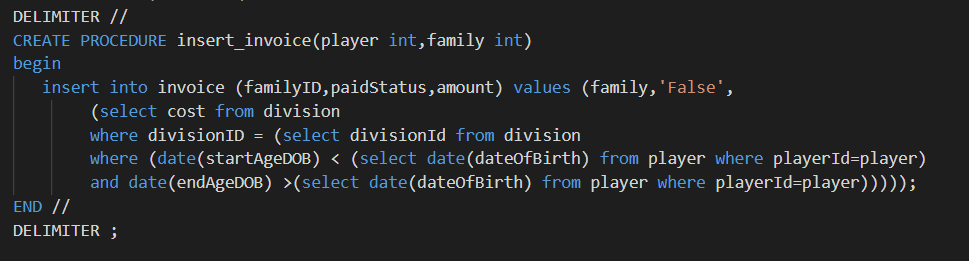 DELIMITER //
CREATE PROCEDURE insert_invoice(player int,family int)
begin
insert into invoice (familyID,paidStatus,amount) values (family,'False',
(select cost from division
where divisionID = (select divisionId from division
where (date(startAgeDOB) < (select date(dateOfBirth) from player where playerId=player)
and date(endAgeDOB) >(select date(dateOfBirth) from player where playerId=player)))));
END //
DELIMITER ;